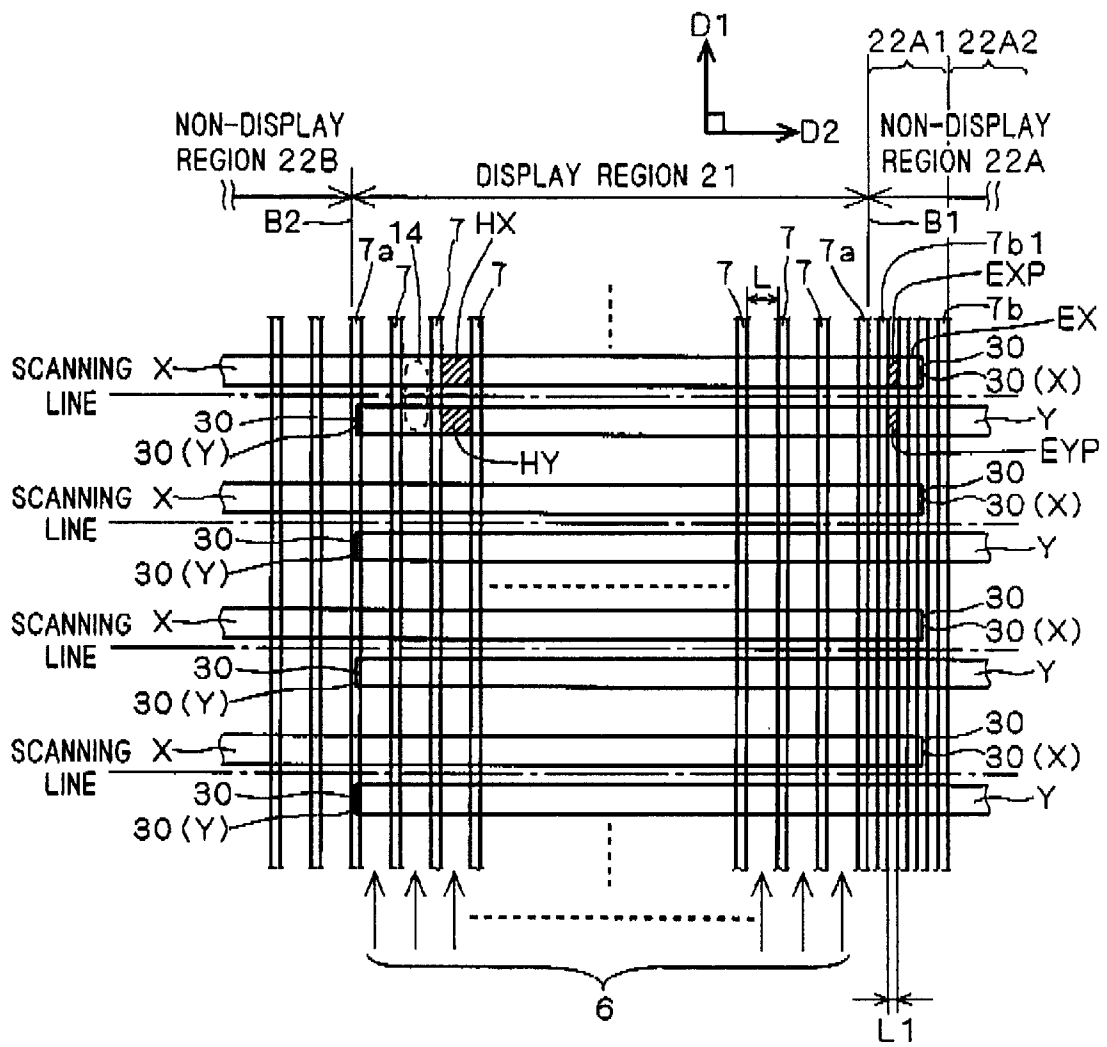 D1
22A1 22A2
D2
NON-DISPLAY
REGION 22B
DISPLAY REGION 21
NON-DISPLAY
REGION 22A
B2
B1
7a
14
7
HX
7
7
7
L
7
7
7a
7b1
EXP
7b
EX
SCANNING
LINE
X
30
30(X)
30
30(Y)
HY
Y
EYP
SCANNING
LINE
X
30
30(X)
30
30(Y)
Y
SCANNING
LINE
X
30
30(X)
30
30(Y)
Y
SCANNING
LINE
X
30
30(X)
30
30(Y)
Y
6
L1